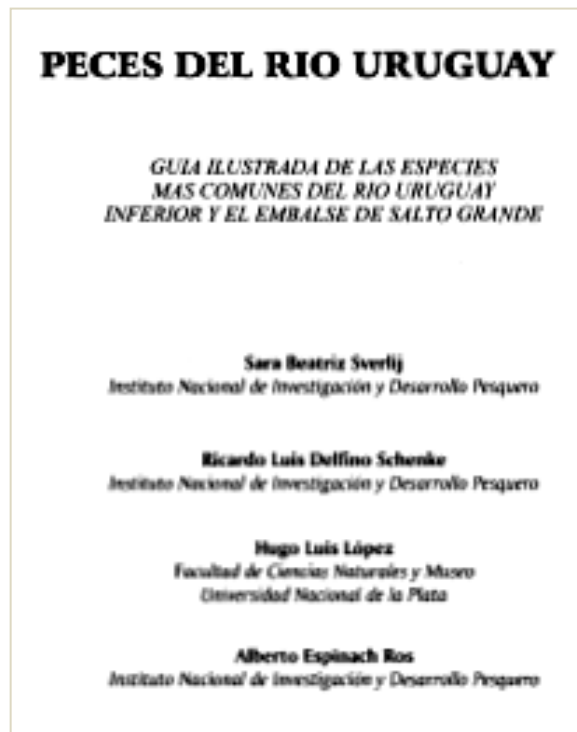 PECES DEL RIO URUGUAY
GUIA ILUSTRADA DE LAS ESPECIES
MAS COMUNES DEL RIO URUGUAY
INFERIOR Y EL EMBALSE DE SALTO GRANDE
Sara Beatriz Sverlij
Instituto Nacional de Investigación y Desarrollo Pesquero
Ricardo Luis Delfino Schenke
Instituto Nacional de Investigación y Desarrollo Pesquero
Hugo Luis López
Facultad de Ciencias Naturales y Museo
Universidad Nacional de la Plata
Alberto Espinach Ros
Instituto Nacional de Investigación y Desarrollo Pesquero